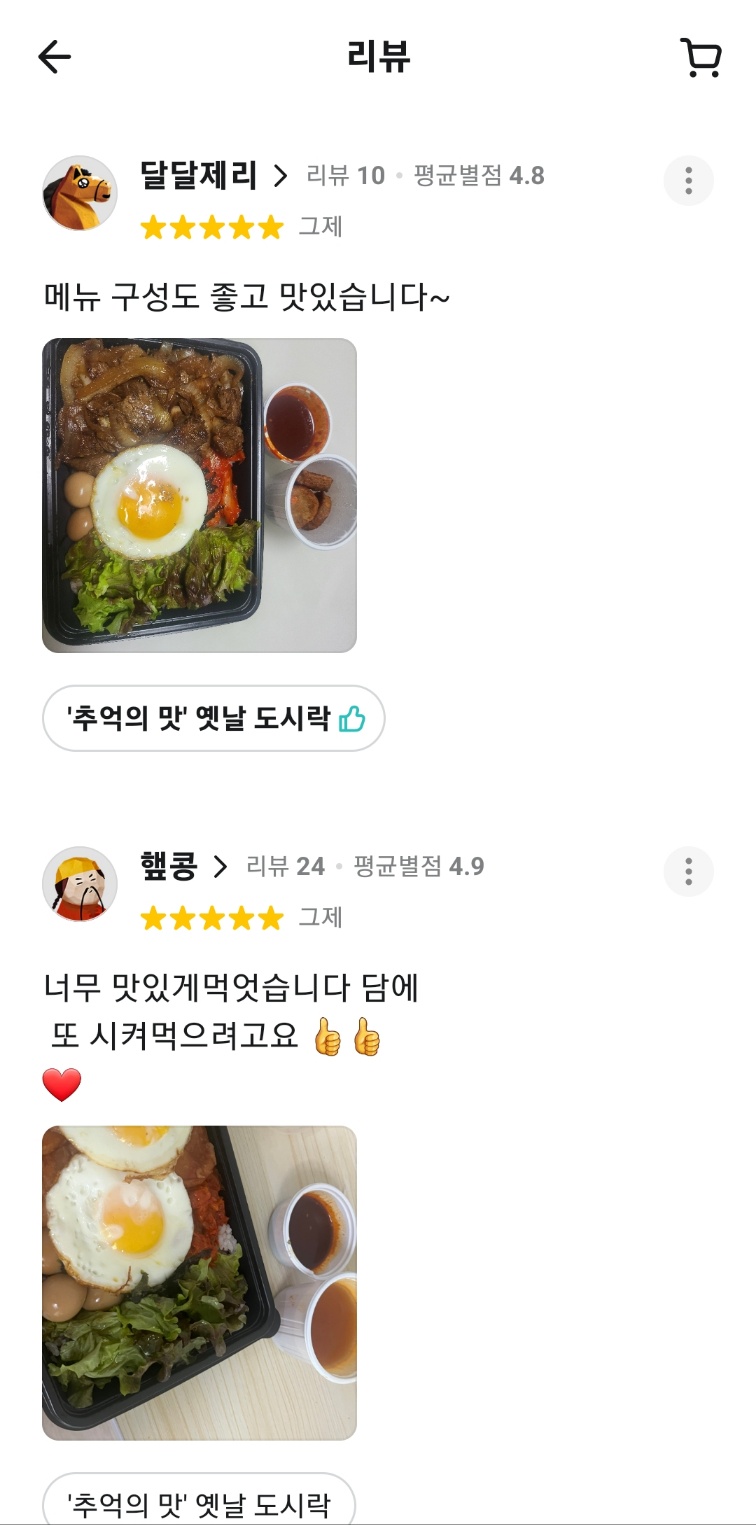 리뷰
달달제리 > 리뷰 10 • 평균별점 4.8
★★★★★ 그제
메뉴 구성도 좋고 맛있습니다~
'추억의 맛' 옛날 도시락
햎콩 > 리뷰 24 • 평균별점 4.9
★★★★★ 그제
너무 맛있게먹엇습니다 담에
또 시켜먹으려고요 👍👍
❤️
'추억의 맛' 옛날 도시락